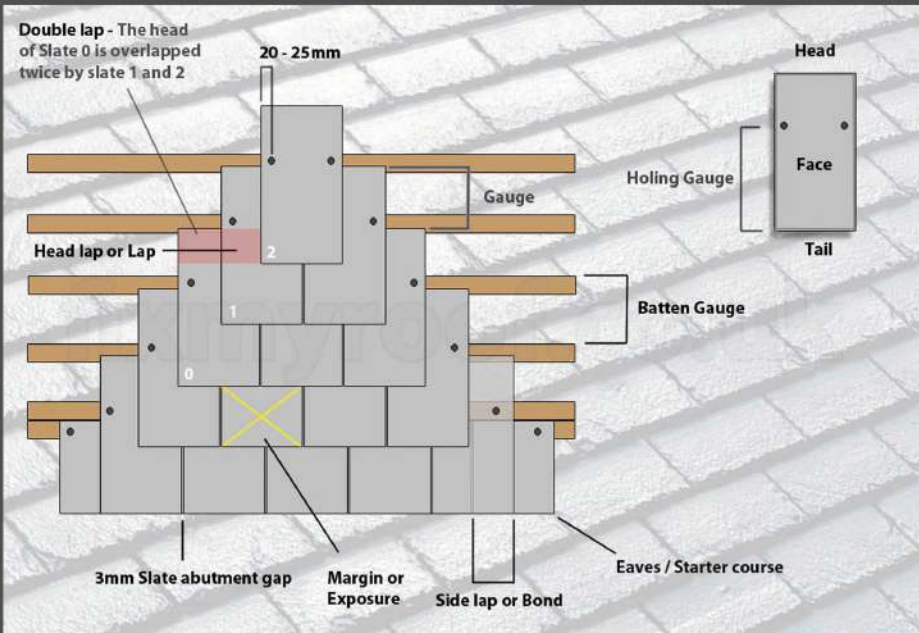 Double lap - The head
of Slate 0 is overlapped
twice by slate 1 and 2
20 - 25mm
Head
Holing Gauge
Face
Tail
Gauge
Head lap or Lap
2
1
0
Batten Gauge
3mm Slate abutment gap
Margin or
Exposure
Side lap or Bond
Eaves / Starter course